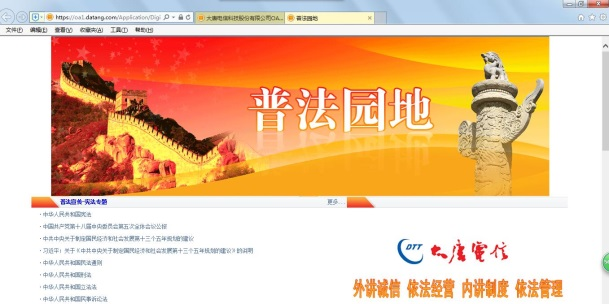 https://oa1.datang.com/Application/Digi
大唐电信科技股份有限公司OA...
普法园地
文件(F) 编辑(E) 查看(V) 收藏夹(A) 工具(T) 帮助(H)
普法园地
普法宣传-宪法专题
更多...
· 中华人民共和国宪法
· 中国共产党第十八届中央委员会第五次全体会议公报
· 中共中央关于制定国民经济和社会发展第十三个五年规划的建议
· 习近平：关于《中共中央关于制定国民经济和社会发展第十三个五年规划的建议》的说明
· 中华人民共和国民法通则
· 中华人民共和国刑法
· 中华人民共和国立法法
· 中华人民共和国民事诉讼法
DTT 大唐电信
外讲诚信 依法经营 内讲制度 依法管理